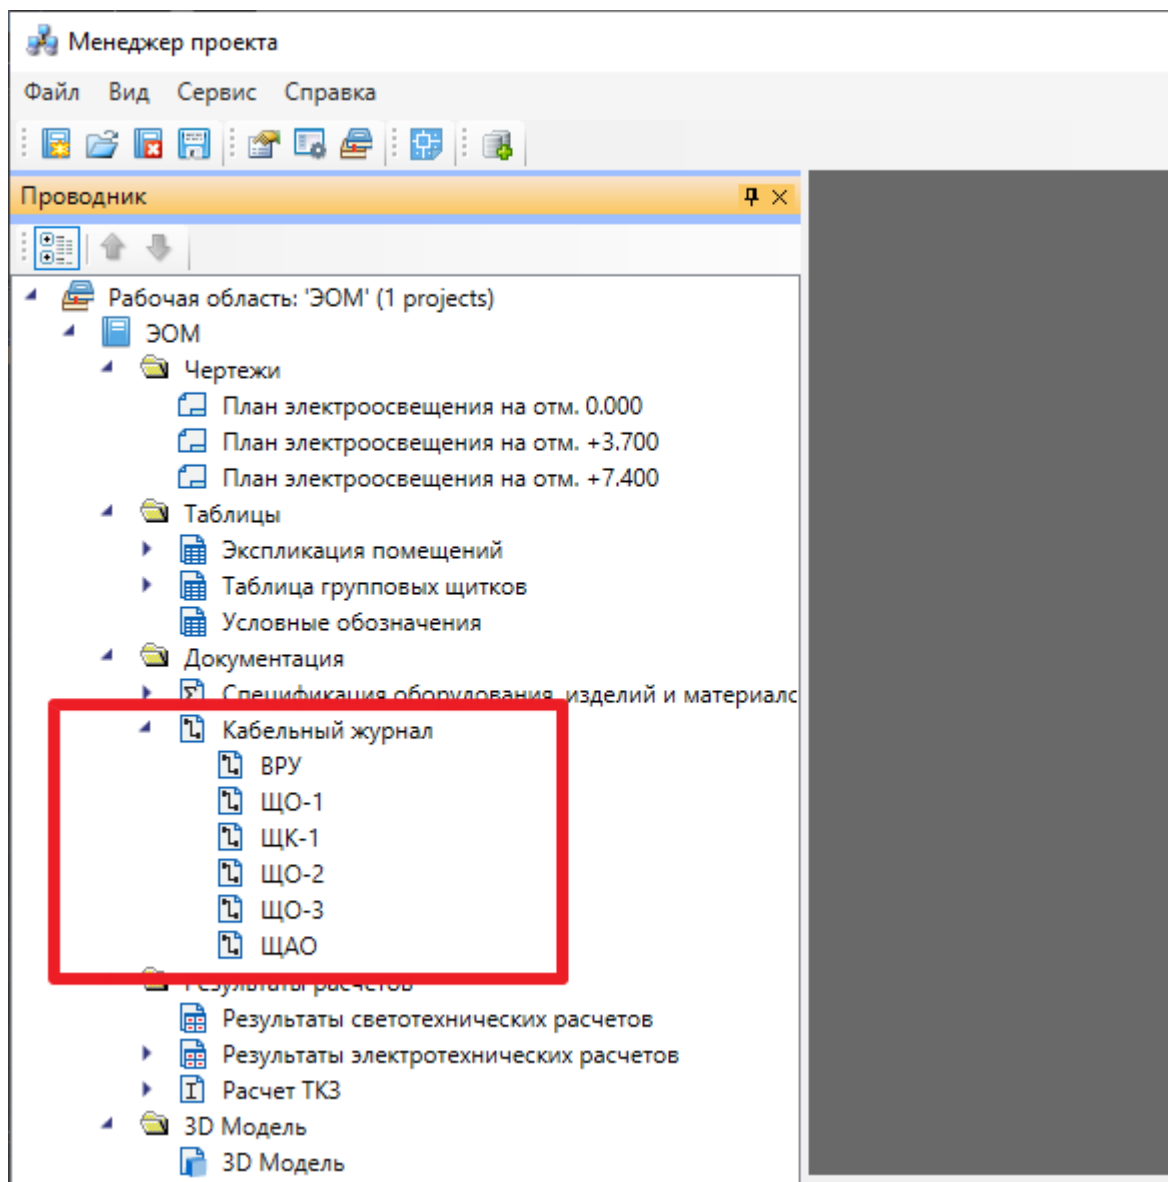 Менеджер проекта
Файл Вид Сервис Справка
Проводник
Рабочая область: 'ЭОМ' (1 projects)
ЭОМ
Чертежи
План электроосвещения на отм. 0.000
План электроосвещения на отм. +3.700
План электроосвещения на отм. +7.400
Таблицы
Экспликация помещений
Таблица групповых щитков
Условные обозначения
Документация
Спецификация оборудования, изделий и материалс
Кабельный журнал
ВРУ
ЩО-1
ЩК-1
ЩО-2
ЩО-3
ЩАО
Результаты расчетов
Результаты светотехнических расчетов
Результаты электротехнических расчетов
Расчет ТКЗ
3D Модель
3D Модель